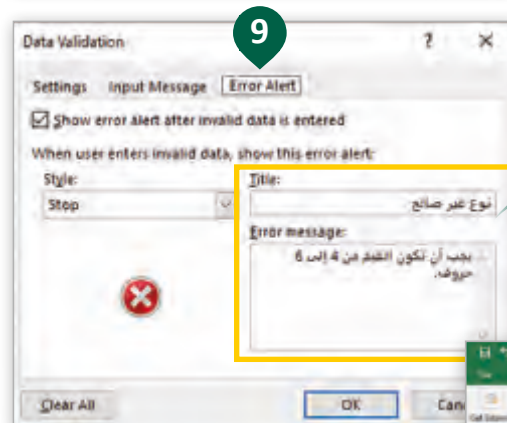 9
Data Validation ? ×
Settings Input Message Error Alert
Show error alert after invalid data is entered
When user enters invalid data, show this error alert:
Style: Title:
Stop نوع غير صالح
Error message:
يجب أن تكون القيم من 4 إلى 6
حروف.
Clear All OK Can